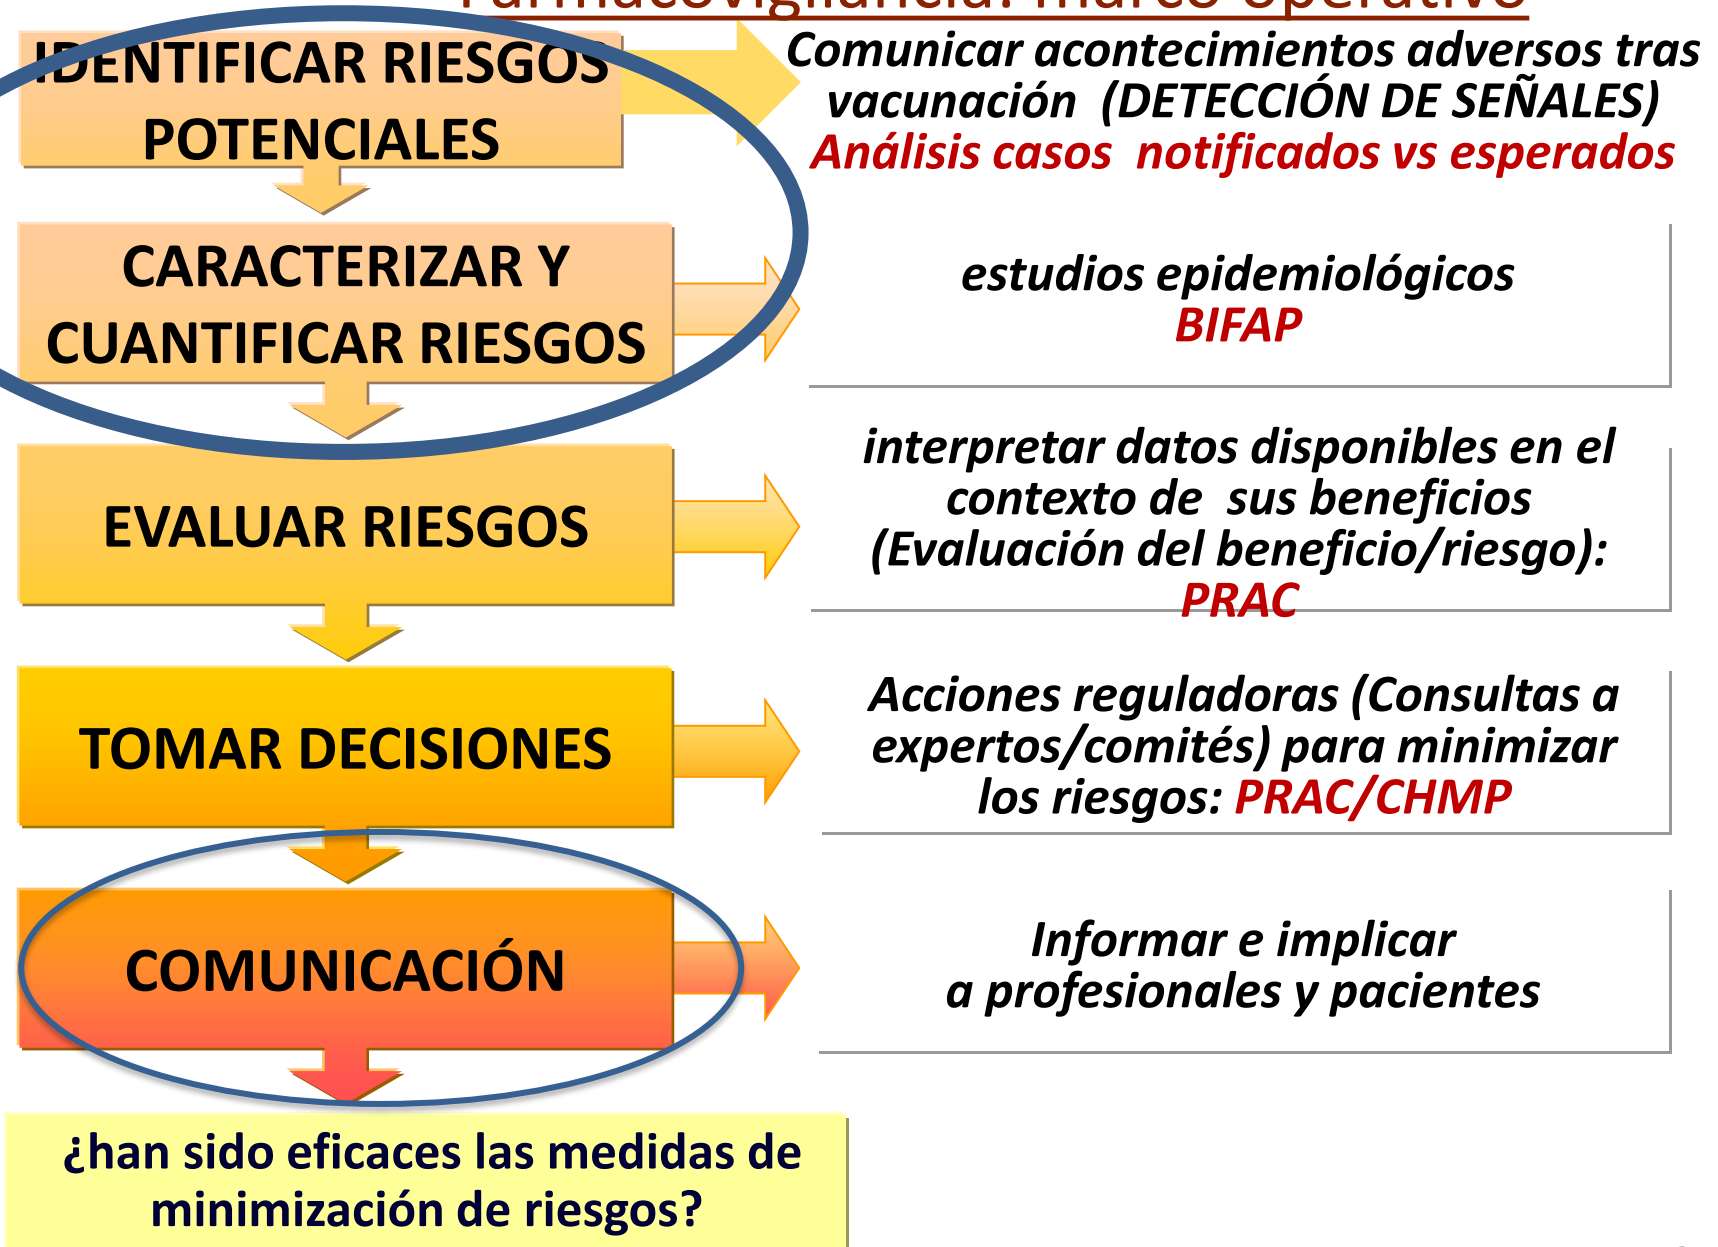 Farmacovigilancia: marco operativo
IDENTIFICAR RIESGOS
POTENCIALES
Comunicar acontecimientos adversos tras
vacunación (DETECCIÓN DE SEÑALES)
Análisis casos notificados vs esperados
CARACTERIZAR Y
CUANTIFICAR RIESGOS
estudios epidemiológicos
BIFAP
EVALUAR RIESGOS
interpretar datos disponibles en el
contexto de sus beneficios
(Evaluación del beneficio/riesgo):
PRAC
TOMAR DECISIONES
Acciones reguladoras (Consultas a
expertos/comités) para minimizar
los riesgos: PRAC/CHMP
COMUNICACIÓN
Informar e implicar
a profesionales y pacientes
¿han sido eficaces las medidas de
minimización de riesgos?